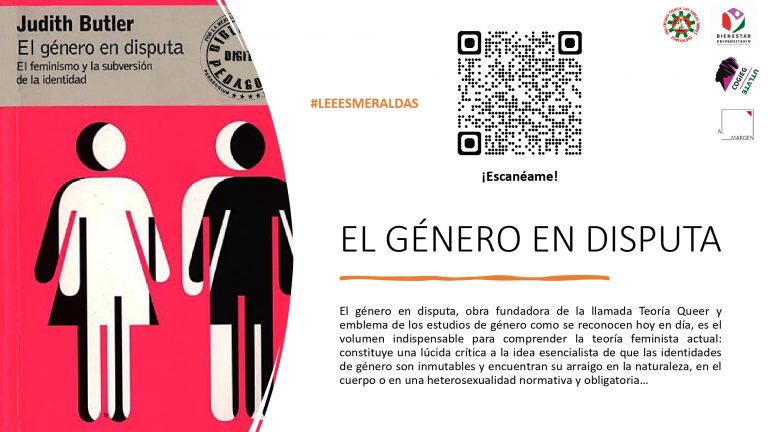 Judith Butler
El género en disputa
El feminismo y la subversión
de la identidad
DIGIT
PEDAGO
#LEEESMERALDAS
¡Escanéame!
BIENESTAR
UNIVERSITARIO
COGIEG
UTLVTE
AL
MARGEN
EL GÉNERO EN DISPUTA
El género en disputa, obra fundadora de la llamada Teoría Queer y
emblema de los estudios de género como se reconocen hoy en día, es el
volumen indispensable para comprender la teoría feminista actual:
constituye una lúcida crítica a la idea esencialista de que las identidades
de género son inmutables y encuentran su arraigo en la naturaleza, en el
cuerpo o en una heterosexualidad normativa y obligatoria…